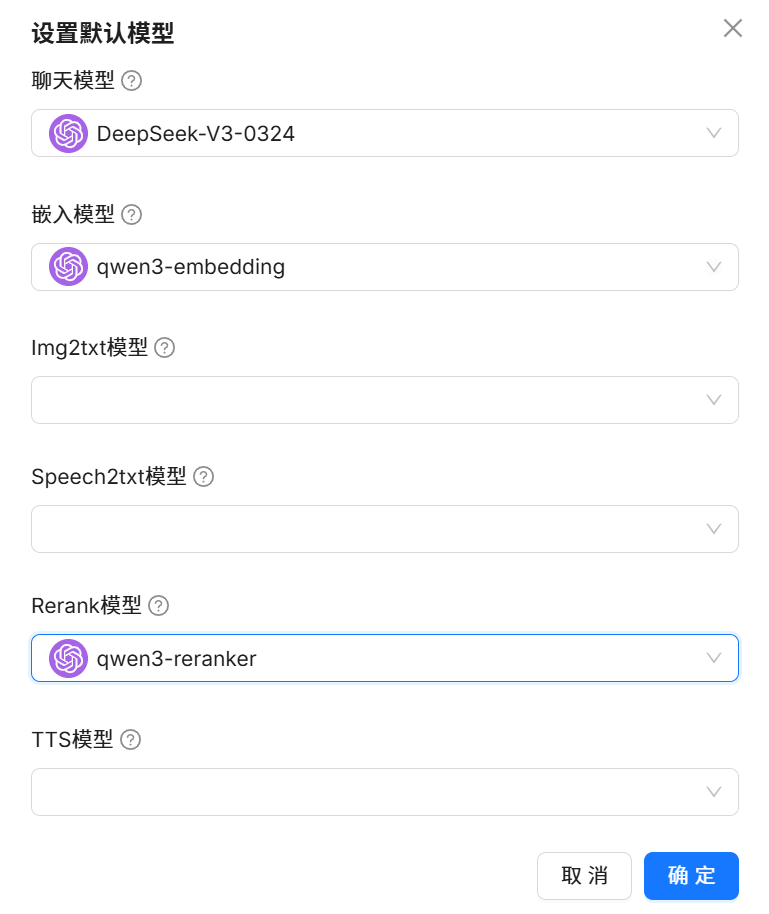 设置默认模型
聊天模型
DeepSeek-V3-0324
嵌入模型
qwen3-embedding
Img2txt模型
Speech2txt模型
Rerank模型
qwen3-reranker
TTS模型
取 消 确 定